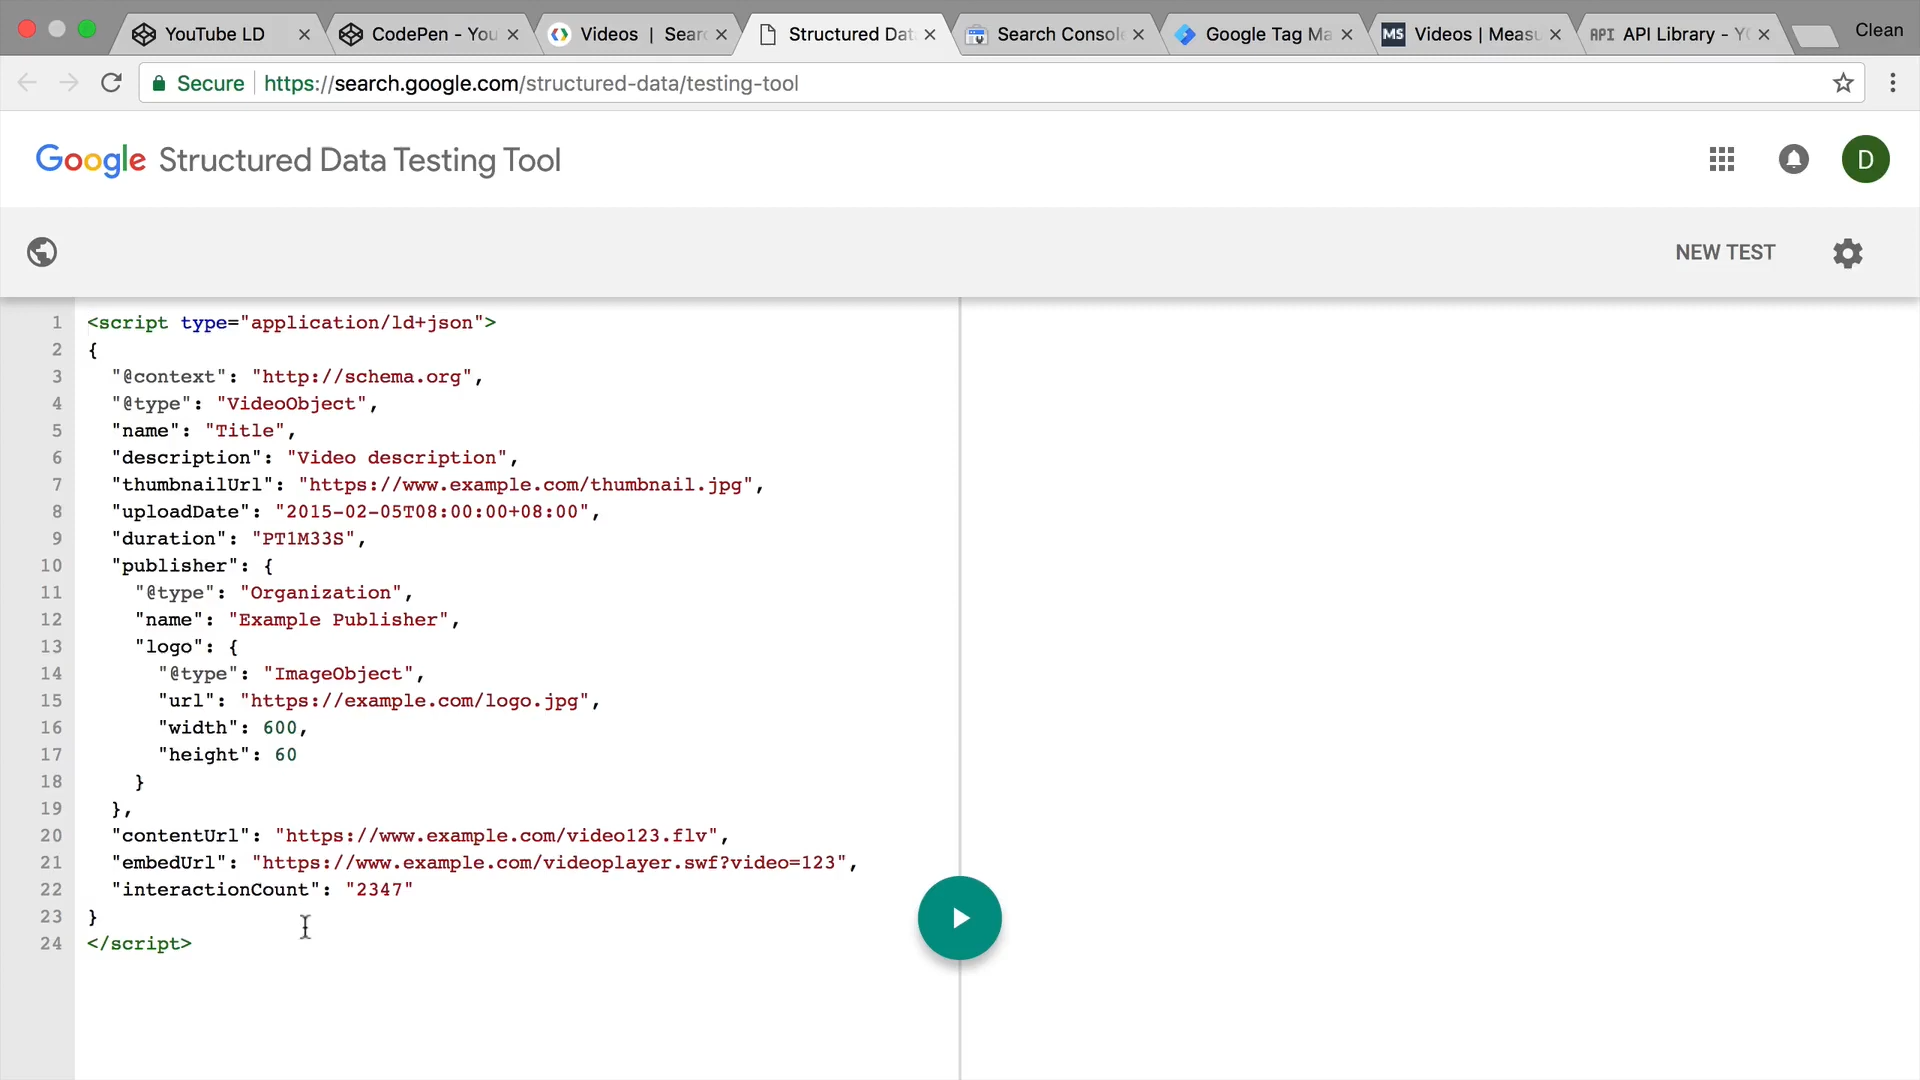 YouTube LD
CodePen - You
Videos | Sear
Structured Dat
Search Consol
Google Tag Ma
MS Videos | Measu
API API Library - YO
Clean
Secure https://search.google.com/structured-data/testing-tool
Google Structured Data Testing Tool
D
NEW TEST
1 <script type="application/ld+json">
2 {
3 "@context": "http://schema.org",
4 "@type": "VideoObject",
5 "name": "Title",
6 "description": "Video description",
7 "thumbnailUrl": "https://www.example.com/thumbnail.jpg",
8 "uploadDate": "2015-02-05T08:00:00+08:00",
9 "duration": "PT1M33S",
10 "publisher": {
11 "@type": "Organization",
12 "name": "Example Publisher",
13 "logo": {
14 "@type": "ImageObject",
15 "url": "https://example.com/logo.jpg",
16 "width": 600,
17 "height": 60
18 }
19 },
20 "contentUrl": "https://www.example.com/video123.flv",
21 "embedUrl": "https://www.example.com/videoplayer.swf?video=123",
22 "interactionCount": "2347"
23 }
24 </script>